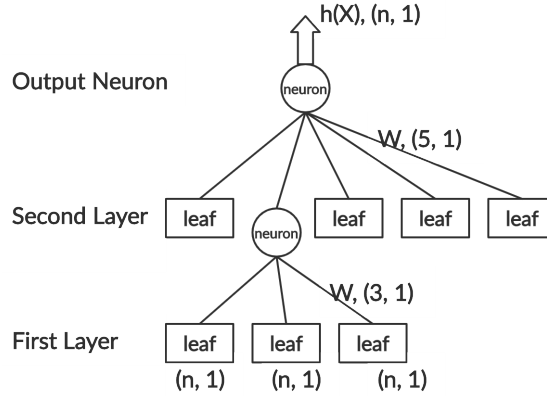 h(X), (n, 1)
Output Neuron
neuron
W, (5, 1)
Second Layer
leaf
neuron
leaf
leaf
leaf
W, (3, 1)
First Layer
leaf
leaf
leaf
(n, 1)
(n, 1)
(n, 1)